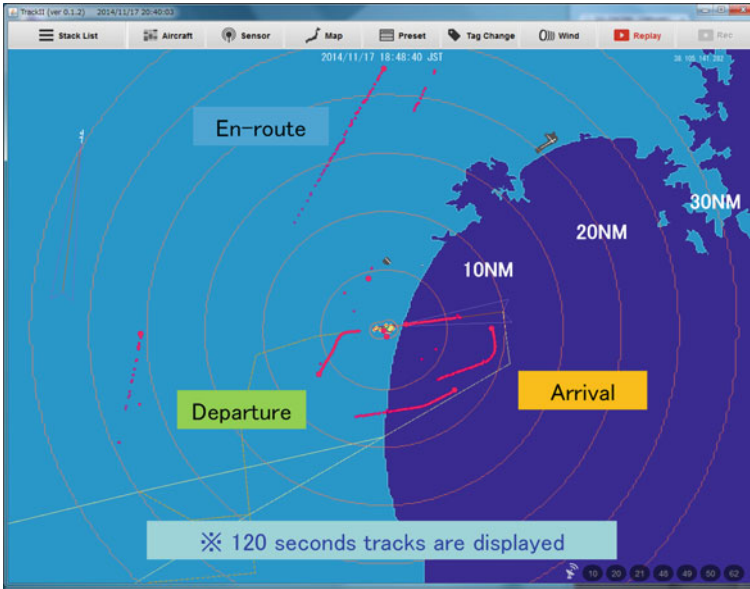 TrackII (ver 0.1.2) 2014/11/17 20:40:03
Stack List Aircraft Sensor Map Preset Tag Change Wind Replay Rec
2014/11/17 18:48:40 JST
En-route
30NM
20NM
10NM
Arrival
Departure
※ 120 seconds tracks are displayed
10 20 21 48 49 50 62